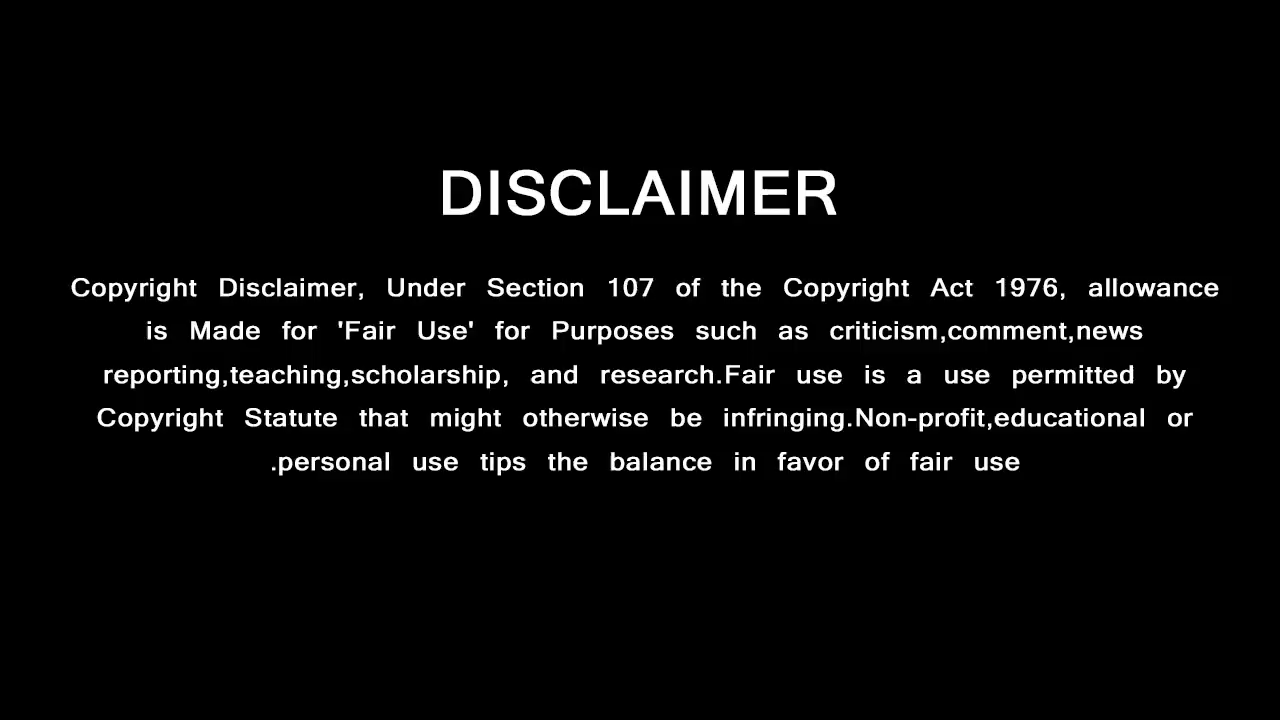 DISCLAIMER
Copyright Disclaimer, Under Section 107 of the Copyright Act 1976, allowance
is Made for 'Fair Use' for Purposes such as criticism,comment,news
reporting,teaching,scholarship, and research.Fair use is a use permitted by
Copyright Statute that might otherwise be infringing.Non-profit,educational or
.personal use tips the balance in favor of fair use